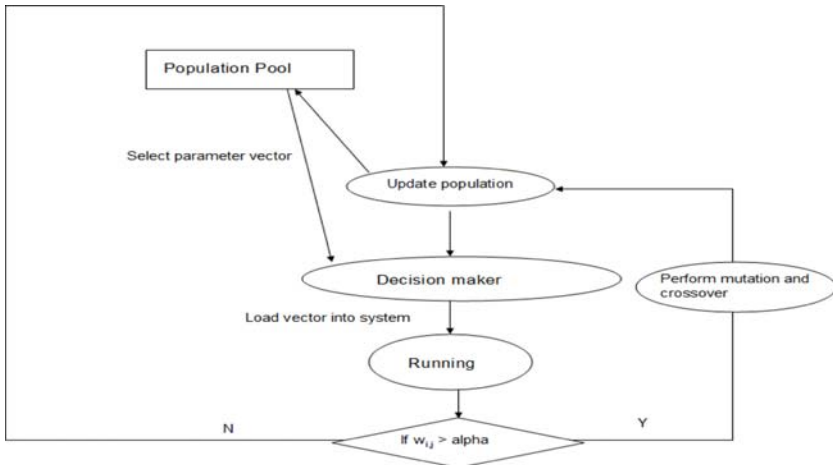 Population Pool
Select parameter vector
Update population
Decision maker
Perform mutation and
crossover
Load vector into system
Running
N
If w i,j > alpha
Y